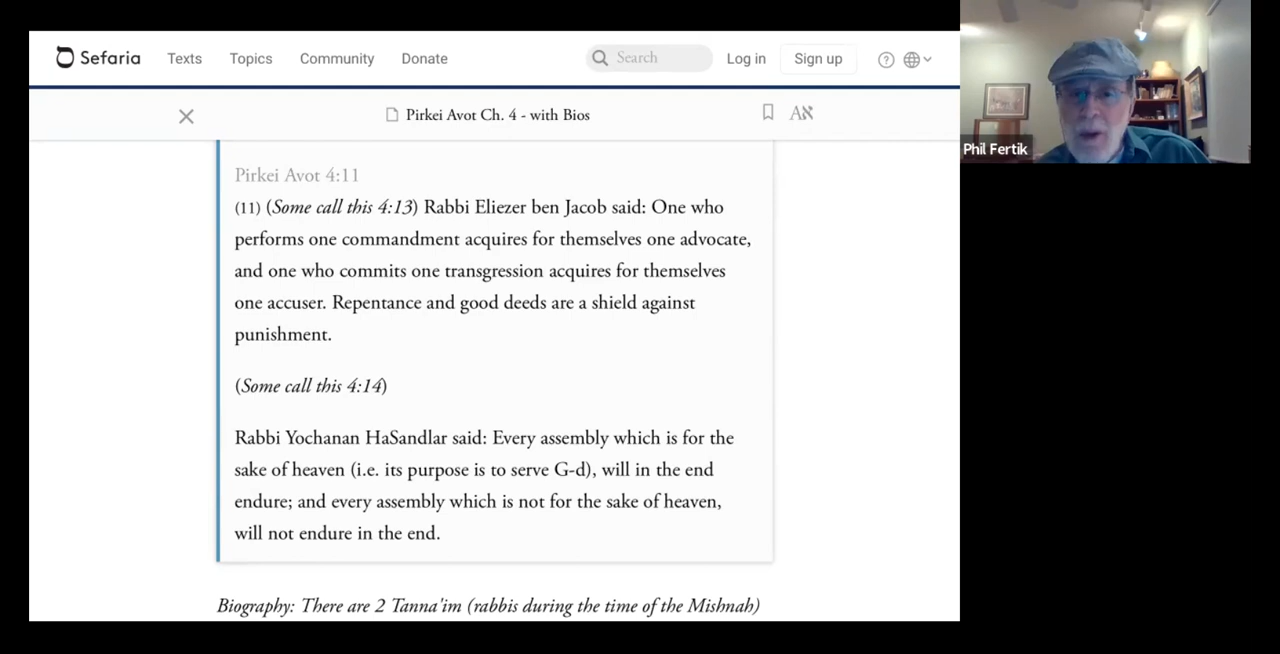 Sefaria
Texts
Topics
Community
Donate
Search
Log in
Sign up
Pirkei Avot Ch. 4 - with Bios
Aא
Phil Fertik
Pirkei Avot 4:11
(11) (Some call this 4:13) Rabbi Eliezer ben Jacob said: One who
performs one commandment acquires for themselves one advocate,
and one who commits one transgression acquires for themselves
one accuser. Repentance and good deeds are a shield against
punishment.
(Some call this 4:14)
Rabbi Yochanan HaSandlar said: Every assembly which is for the
sake of heaven (i.e. its purpose is to serve G-d), will in the end
endure; and every assembly which is not for the sake of heaven,
will not endure in the end.
Biography: There are 2 Tanna'im (rabbis during the time of the Mishnah)